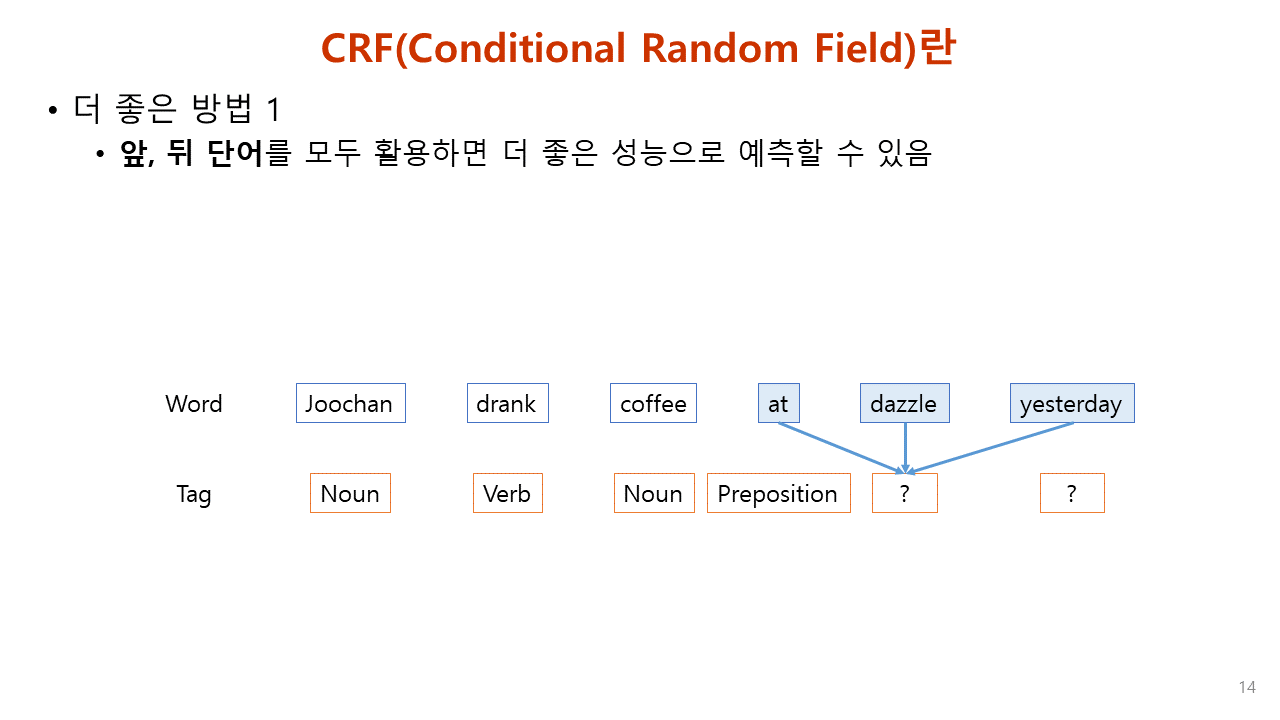 CRF(Conditional Random Field)란
• 더 좋은 방법 1
• 앞, 뒤 단어를 모두 활용하면 더 좋은 성능으로 예측할 수 있음
Word Joochan drank coffee at dazzle yesterday
Tag Noun Verb Noun Preposition ? ?
14